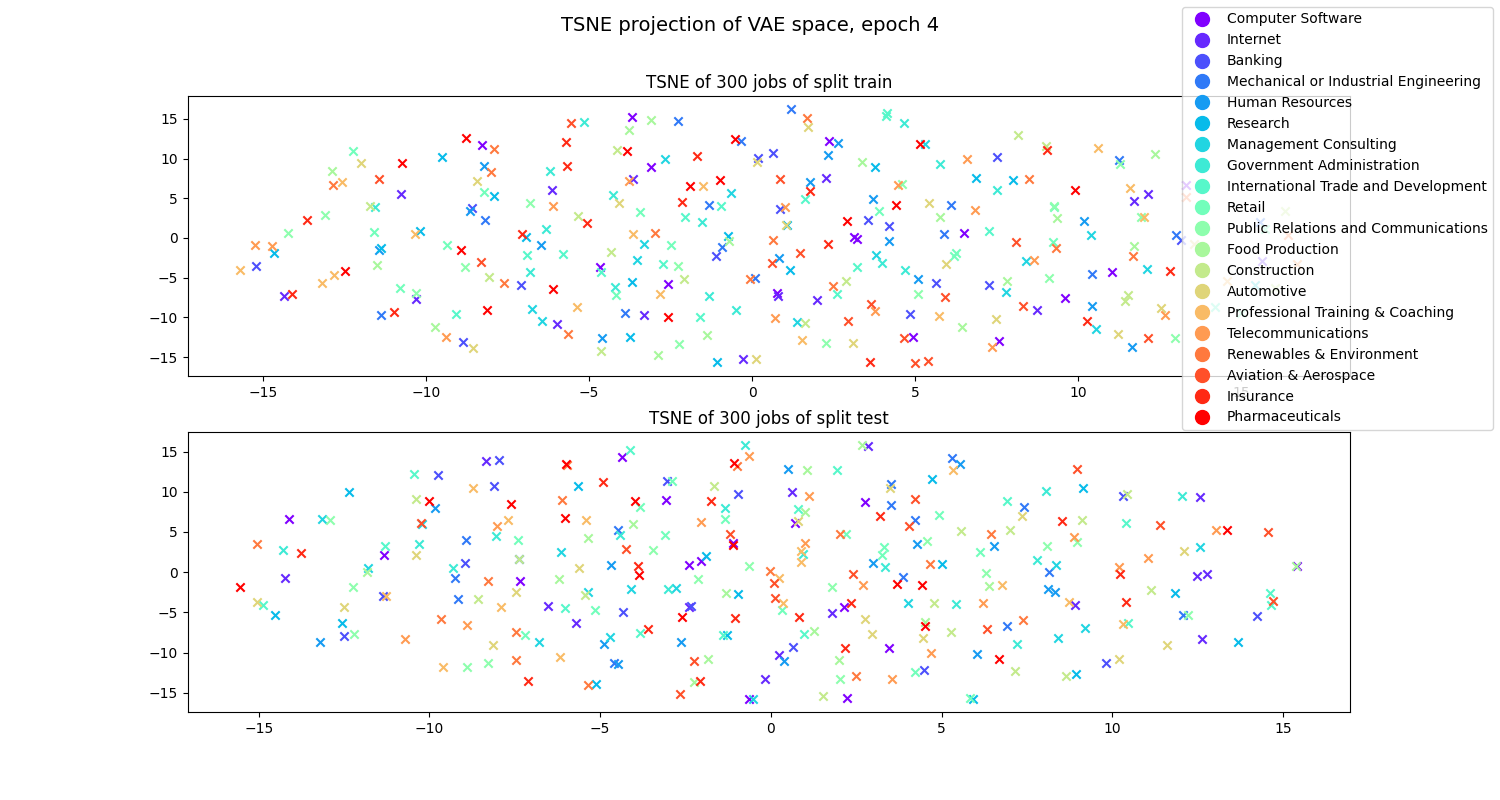 TSNE projection of VAE space, epoch 4
Computer Software
Internet
Banking
Mechanical or Industrial Engineering
Human Resources
Research
Management Consulting
Government Administration
International Trade and Development
Retail
Public Relations and Communications
Food Production
Construction
Automotive
Professional Training & Coaching
Telecommunications
Renewables & Environment
Aviation & Aerospace
Insurance
Pharmaceuticals
TSNE of 300 jobs of split train
15
10
5
0
−5
−10
−15
−15
−10
−5
0
5
10
15
TSNE of 300 jobs of split test
15
10
5
0
−5
−10
−15
−15
−10
−5
0
5
10
15